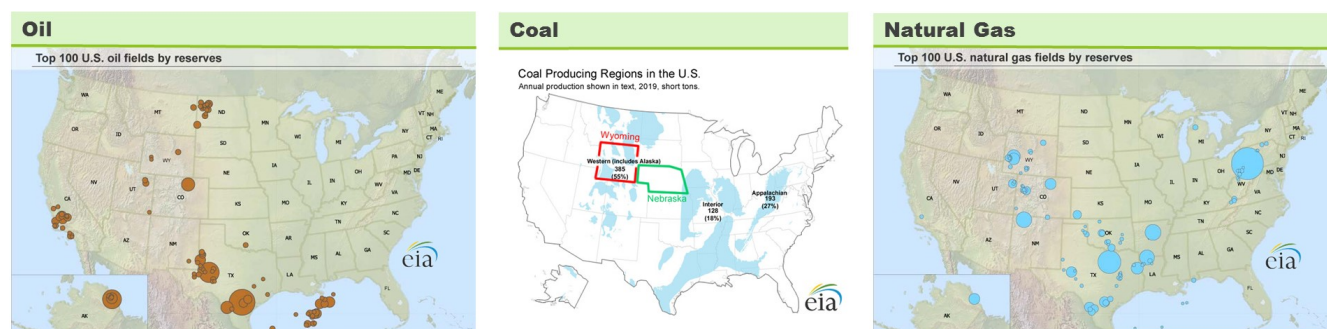 Oil
Top 100 U.S. oil fields by reserves
WA
MT
ND
MN
OR
ID
SD
WI
MI
NY
ME
VT NH
MA
CT RI
WY
NE
IA
PA
NJ
NV
UT
CO
IL
IN
OH
WV
MD
DE
VA
CA
KS
MO
KY
NC
TN
AZ
NM
OK
AR
SC
MS
AL
GA
TX
LA
FL
AK
eia
Coal
Coal Producing Regions in the U.S.
Annual production shown in text, 2019, short tons.
Wyoming
Western (includes Alaska)
385
(55%)
Nebraska
Interior
128
(18%)
Appalachian
193
(27%)
eia
Natural Gas
Top 100 U.S. natural gas fields by reserves
WA
MT
ND
MN
OR
ID
SD
WI
MI
NY
ME
VT NH
MA
CT RI
WY
NE
IA
PA
NJ
NV
UT
CO
IL
IN
OH
WV
MD
DE
VA
CA
KS
MO
KY
NC
TN
AZ
NM
OK
AR
SC
MS
AL
GA
TX
LA
FL
AK
eia